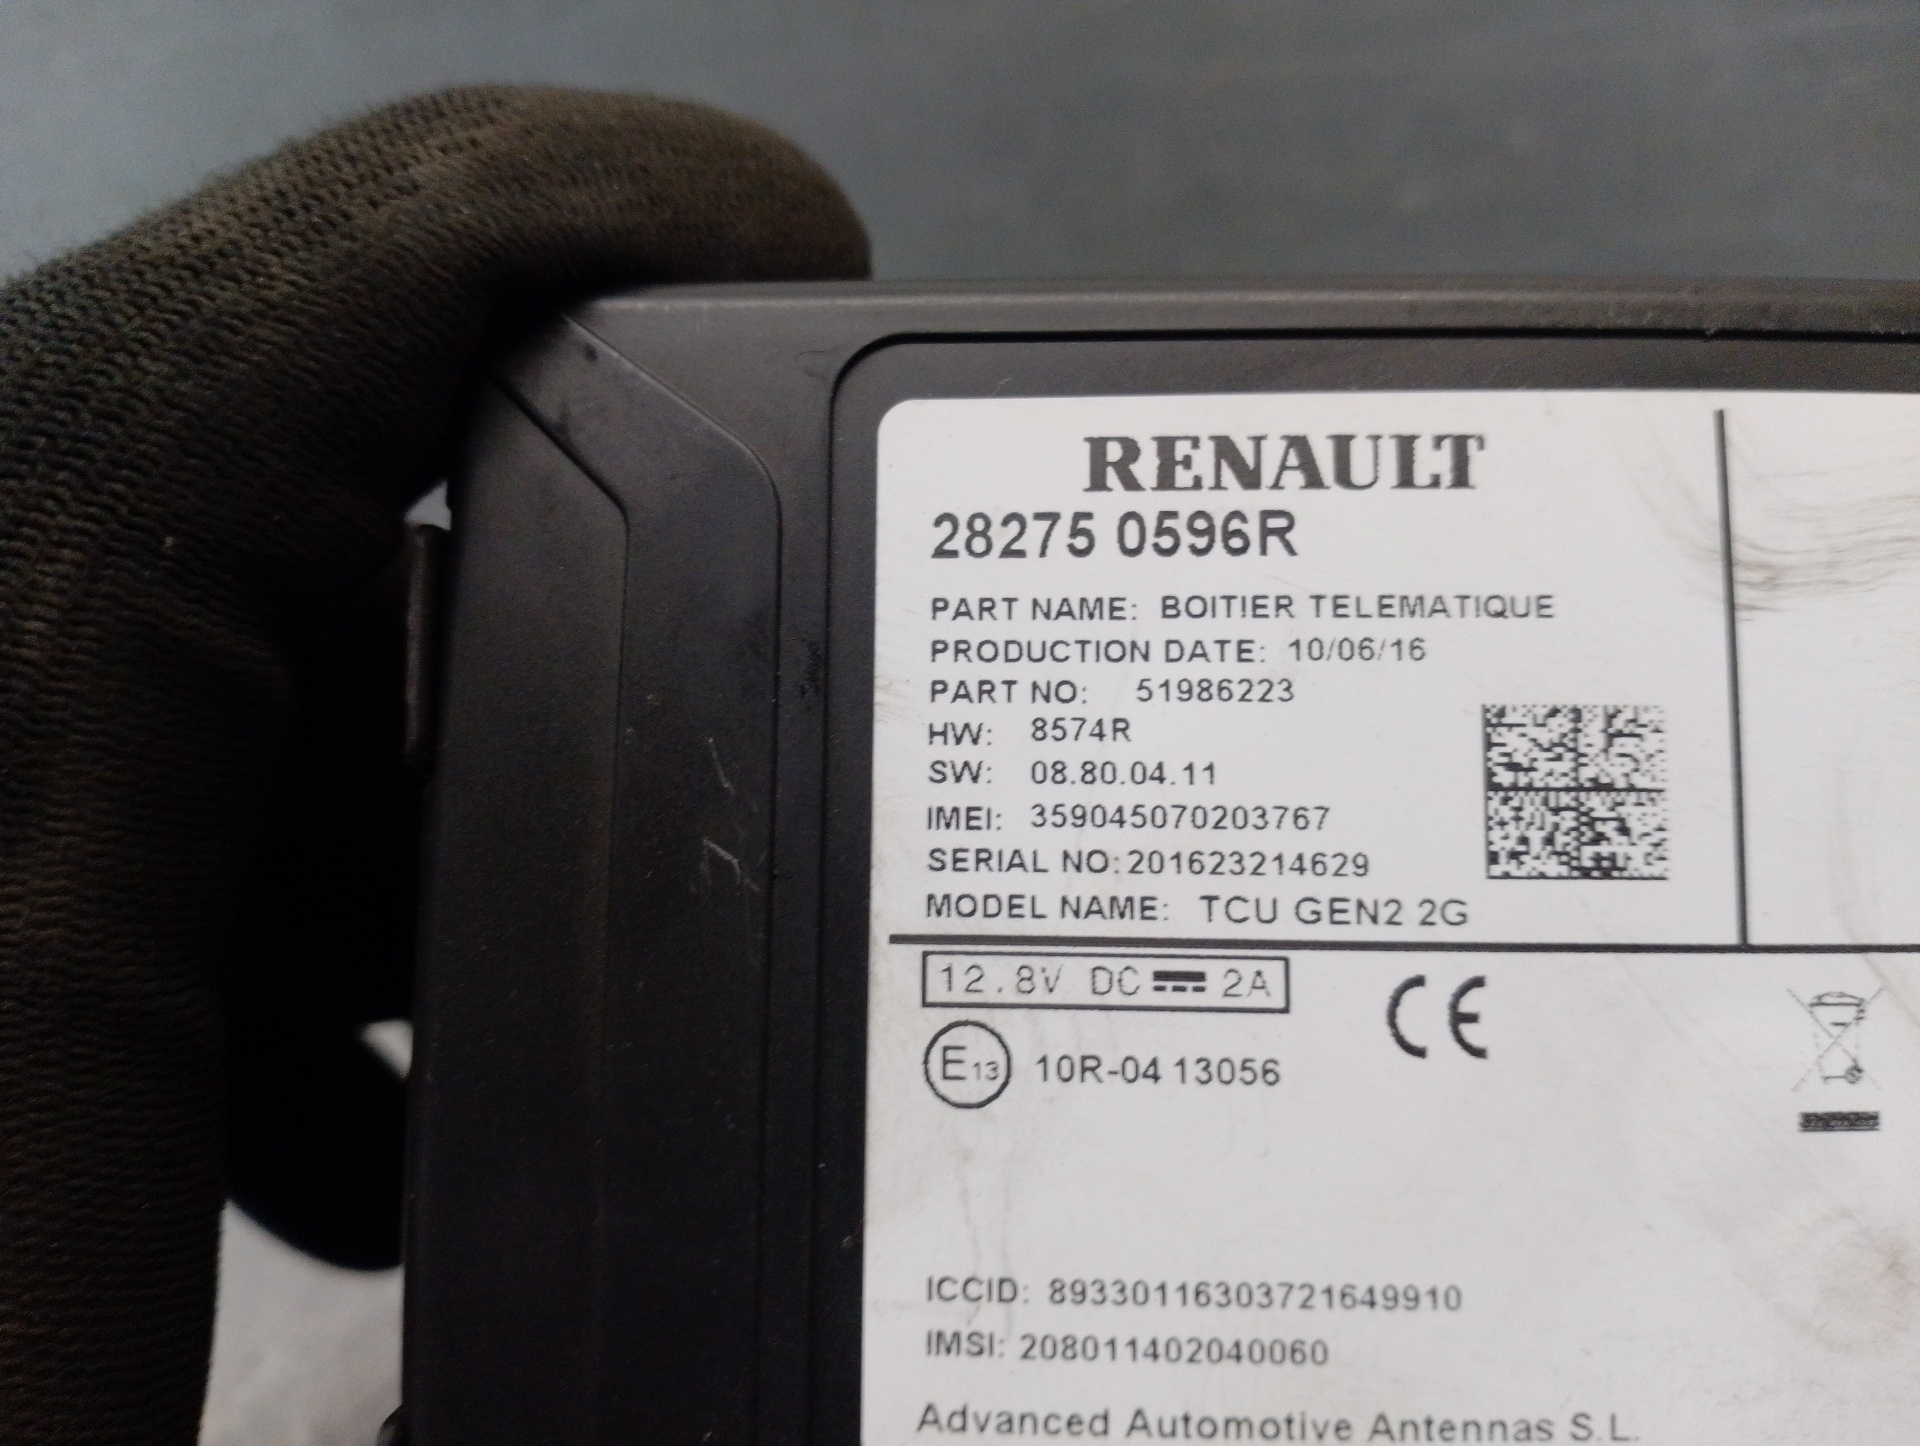 RENAULT
28275 0596R
PART NAME: BOITIER TELEMATIQUE
PRODUCTION DATE: 10/06/16
PART NO: 51986223
HW: 8574R
SW: 08.80.04.11
IMEI: 359045070203767
SERIAL NO: 201623214629
MODEL NAME: TCU GEN2 2G
12.8V DC 2A
CE
E13 10R-04 13056
ICCID: 89330116303721649910
IMSI: 208011402040060
Advanced Automotive Antennas S.L.